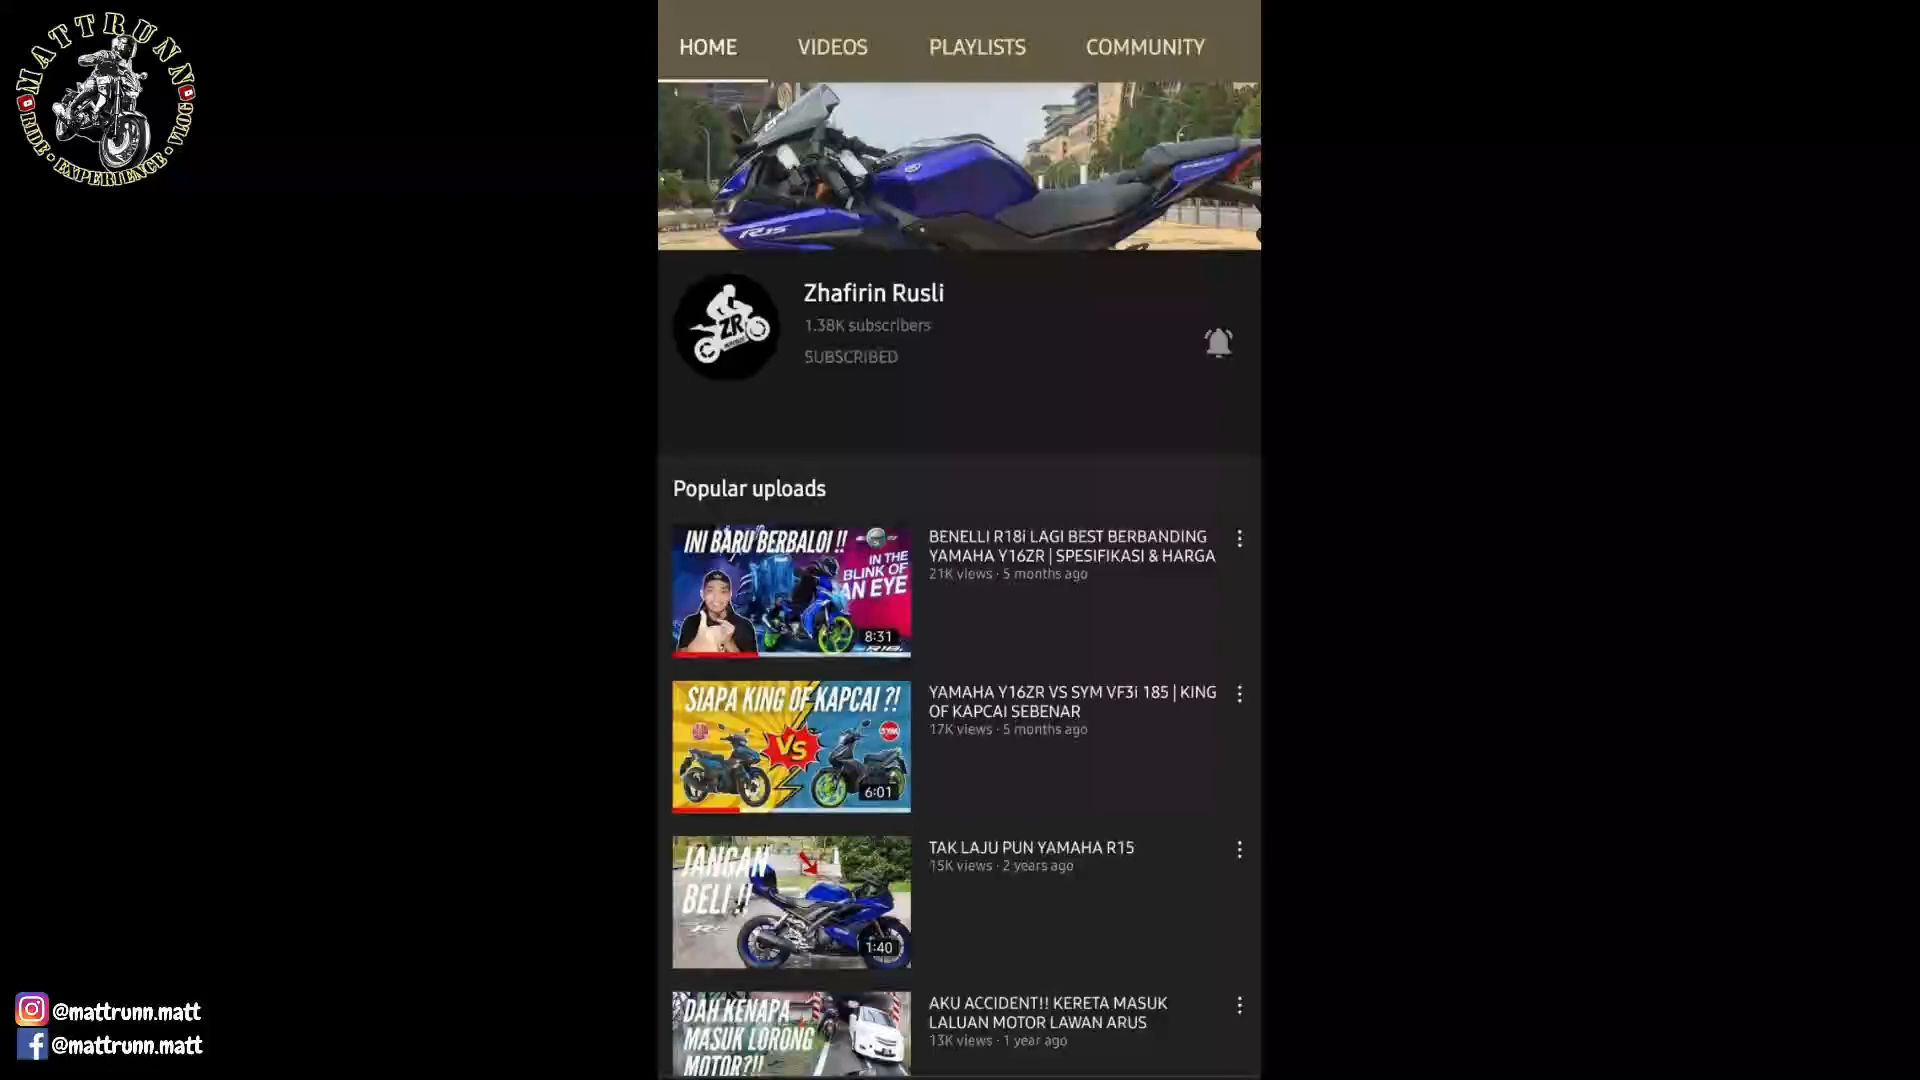 MATTRUNN
RIDE • EXPERIENCE • VLOG
HOME VIDEOS PLAYLISTS COMMUNITY
R15
ZR
Zhafirin Rusli
1.38K subscribers
SUBSCRIBED
Popular uploads
INI BARU BERBALOI !!
IN THE
BLINK OF
AN EYE
8:31
R18i
BENELLI R18i LAGI BEST BERBANDING
YAMAHA Y16ZR | SPESIFIKASI & HARGA
21K views · 5 months ago
SIAPA KING OF KAPCAI ?!
VS
SYM
6:01
YAMAHA Y16ZR VS SYM VF3i 185 | KING
OF KAPCAI SEBENAR
17K views · 5 months ago
JANGAN
BELI !!
1:40
TAK LAJU PUN YAMAHA R15
15K views · 2 years ago
DAH KENAPA
MASUK LORONG
MOTOR?!!
AKU ACCIDENT!! KERETA MASUK
LALUAN MOTOR LAWAN ARUS
13K views · 1 year ago
@mattrunn.matt
@mattrunn.matt